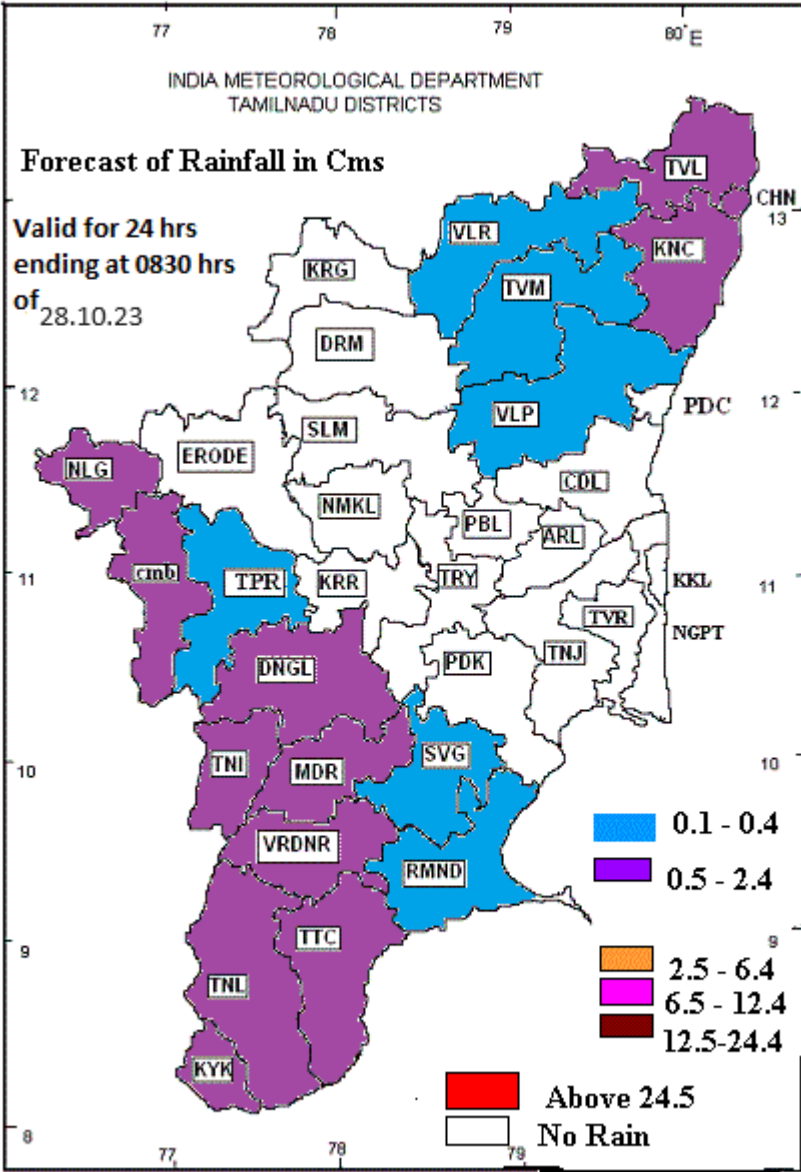 77 78 79 80° E
INDIA METEOROLOGICAL DEPARTMENT
TAMILNADU DISTRICTS
Forecast of Rainfall in Cms
TVL
CHN
13
Valid for 24 hrs
ending at 0830 hrs
of 28.10.23
VLR
KNC
KRG
TVM
DRM
12
12
VLP
PDC
SLM
ERODE
NLG
CDL
NMKL
PBL
ARL
11
cmb
TPR
KRR
TRY
KKL
11
TVR
NGPT
DNGL
PDK
TNJ
10
TNI
MDR
SVG
10
0.1 - 0.4
VRDNR
RMND
0.5 - 2.4
9
TTC
9
2.5 - 6.4
TNL
6.5 - 12.4
12.5-24.4
KYK
Above 24.5
No Rain
8
77 78 79